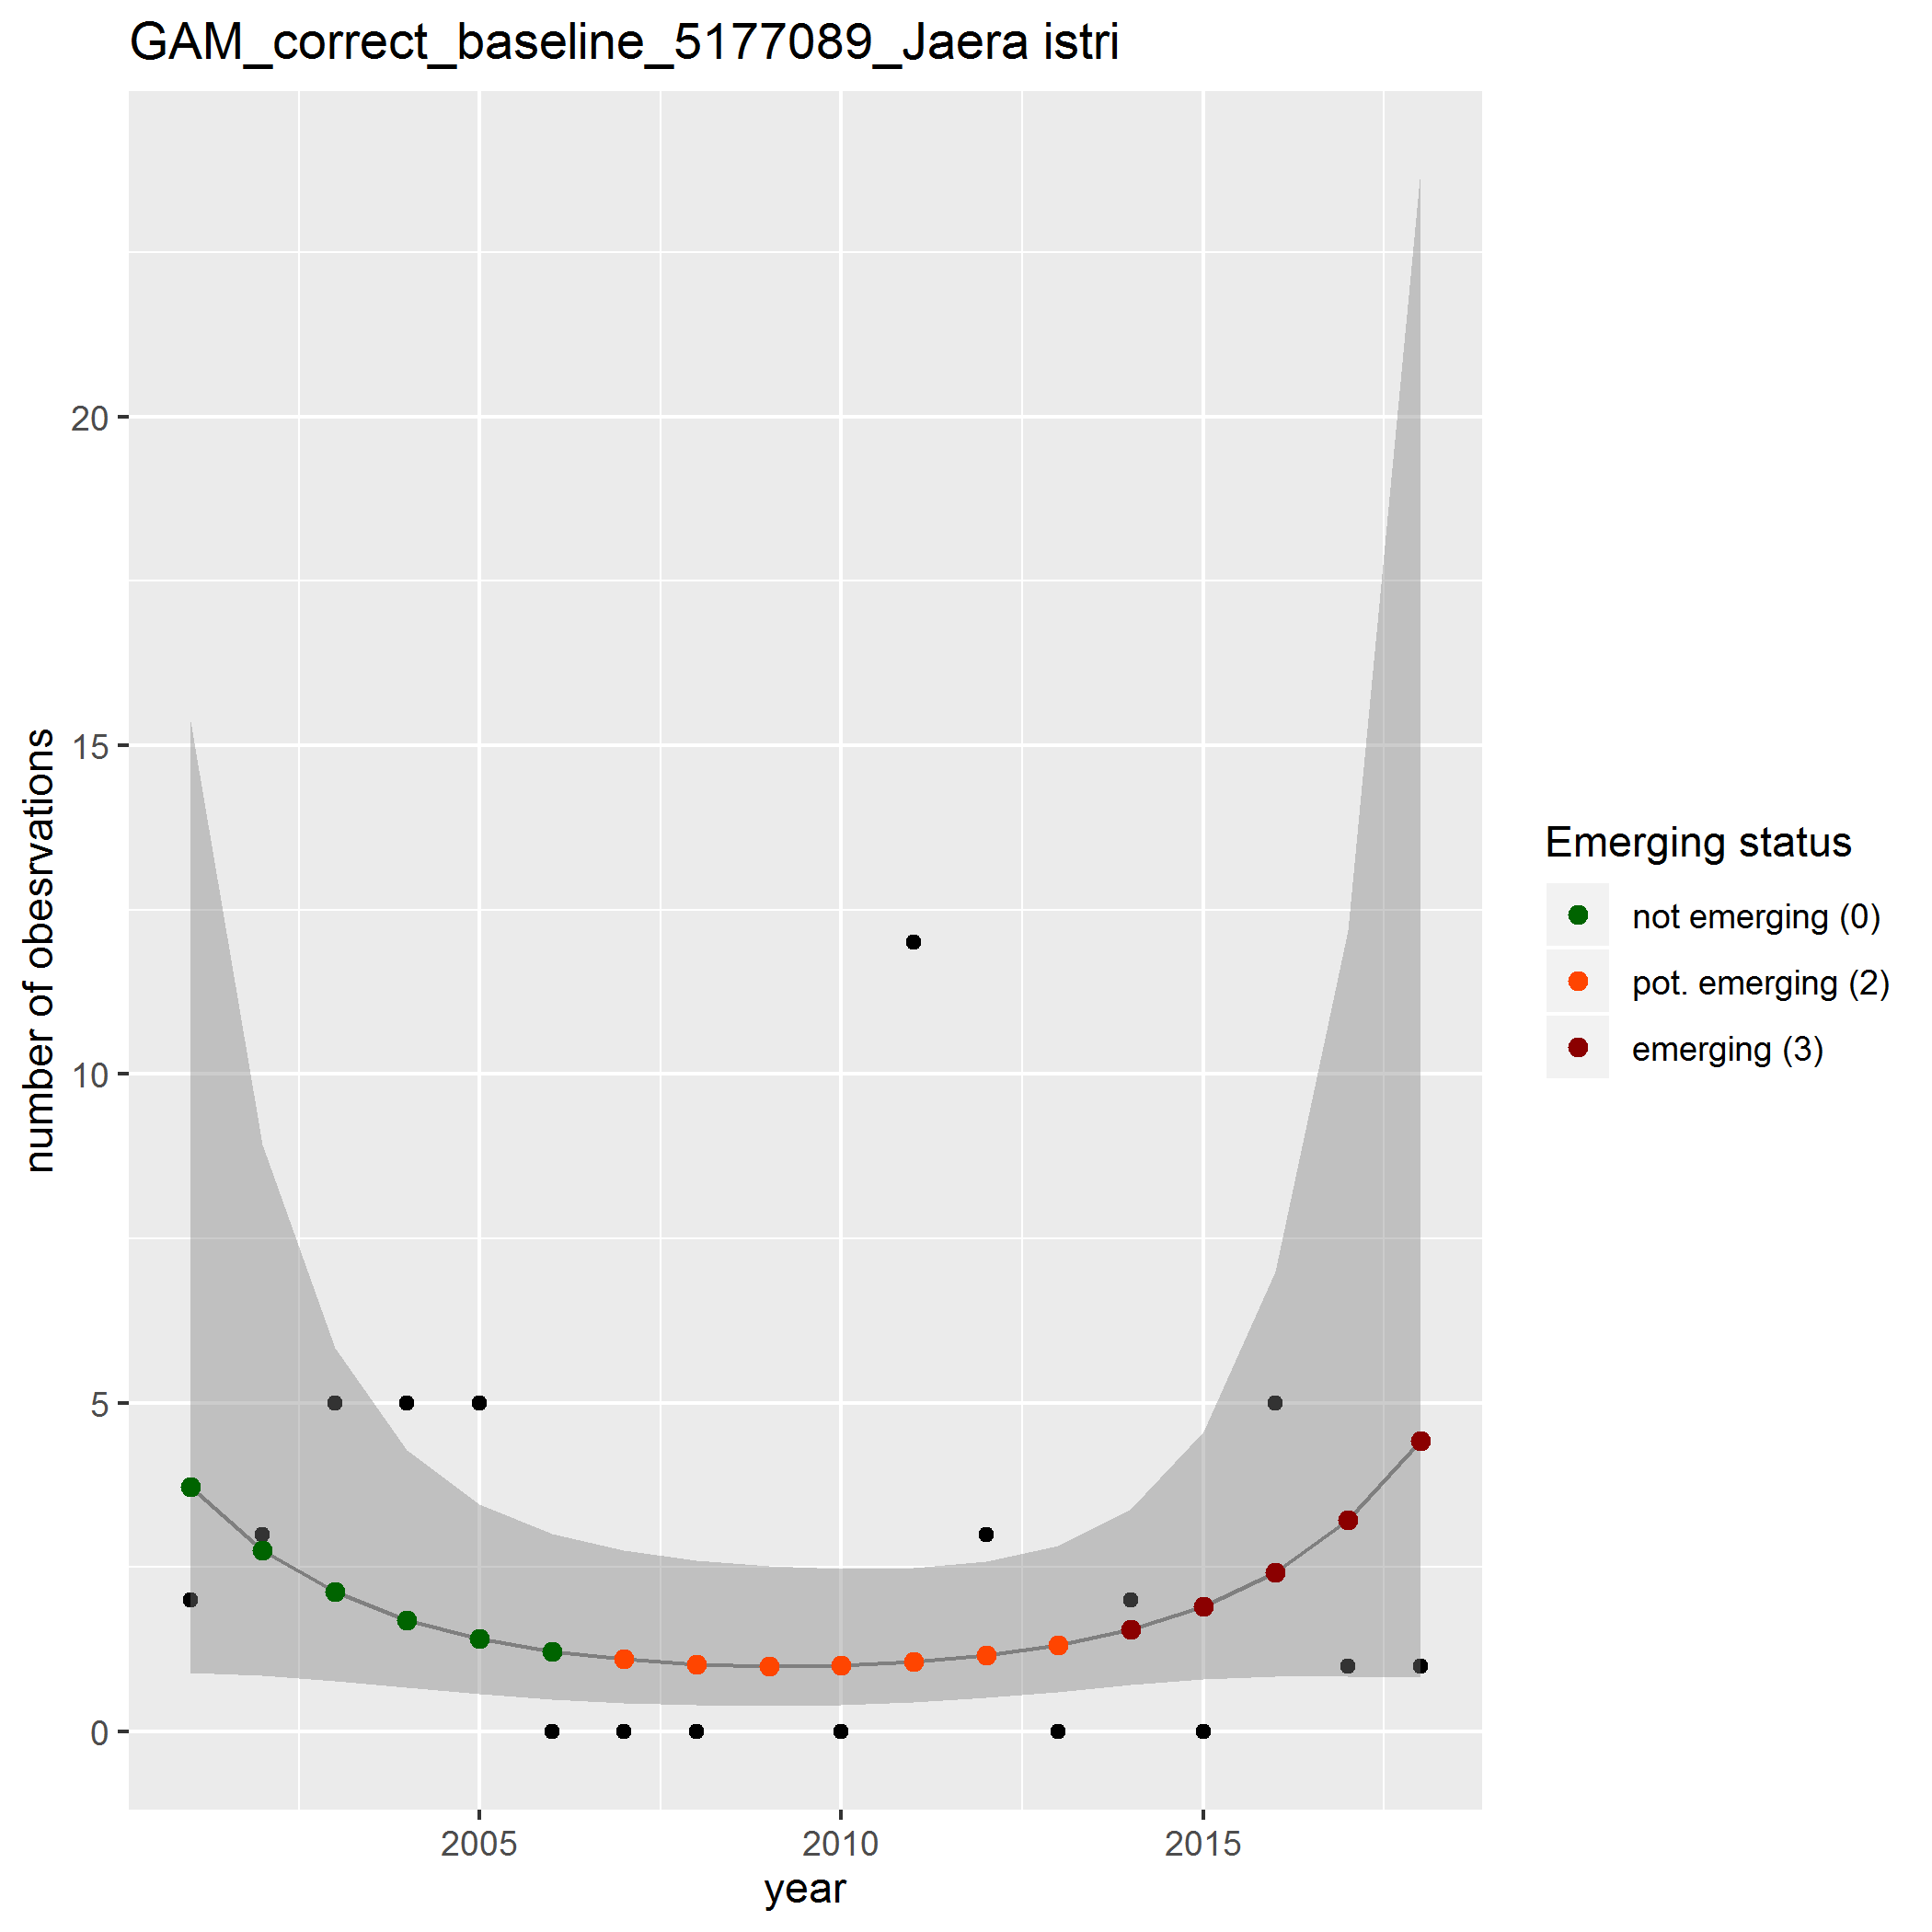 GAM_correct_baseline_5177089_Jaera istri
number of obesrvations
20
15
10
5
0
2005 2010 2015
year
Emerging status
not emerging (0)
pot. emerging (2)
emerging (3)